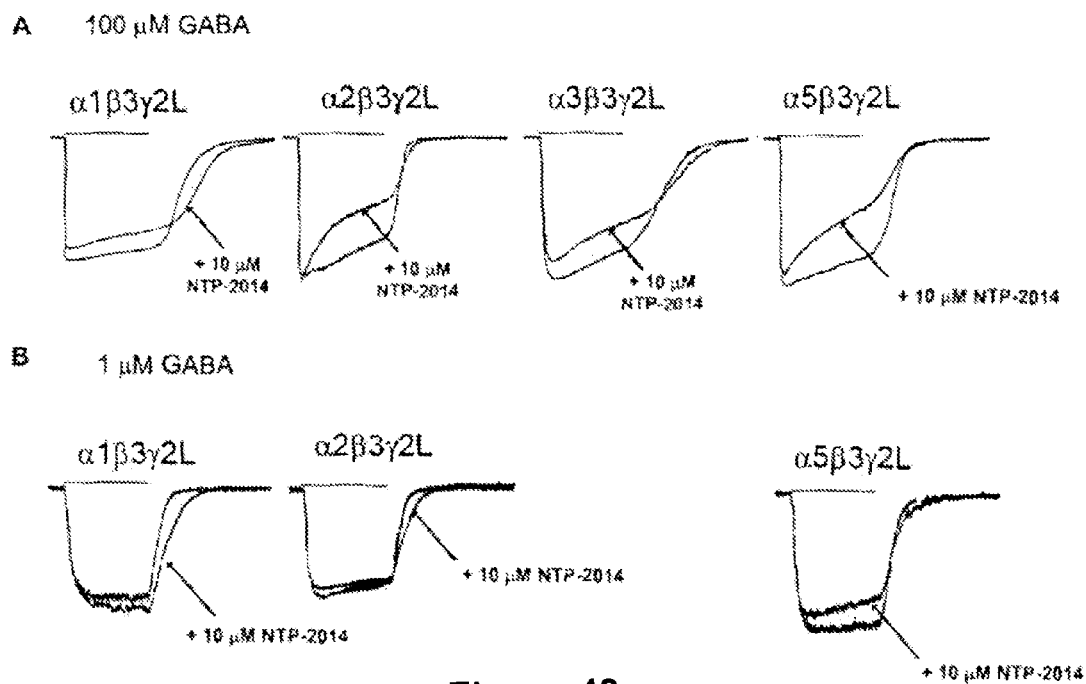 A 100 μM GABA
α1β3γ2L α2β3γ2L α3β3γ2L α5β3γ2L
+ 10 μM
NTP-2014
+ 10 μM
NTP-2014
+ 10 μM
NTP-2014
+ 10 μM NTP-2014
B 1 μM GABA
α1β3γ2L α2β3γ2L α5β3γ2L
+ 10 μM NTP-2014
+ 10 μM NTP-2014
+ 10 μM NTP-2014